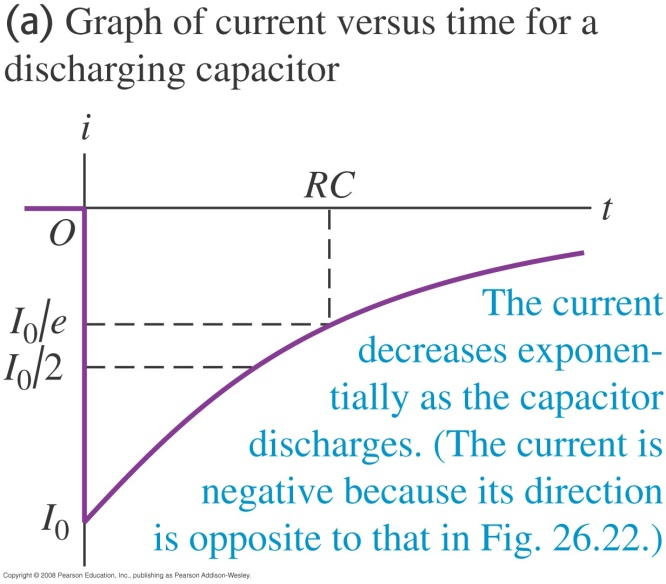 (a) Graph of current versus time for a
discharging capacitor
i
RC
t
O
I₀/e
I₀/2
I₀
The current
decreases exponen-
tially as the capacitor
discharges. (The current is
negative because its direction
is opposite to that in Fig. 26.22.)
Copyright © 2008 Pearson Education, Inc., publishing as Pearson Addison-Wesley.